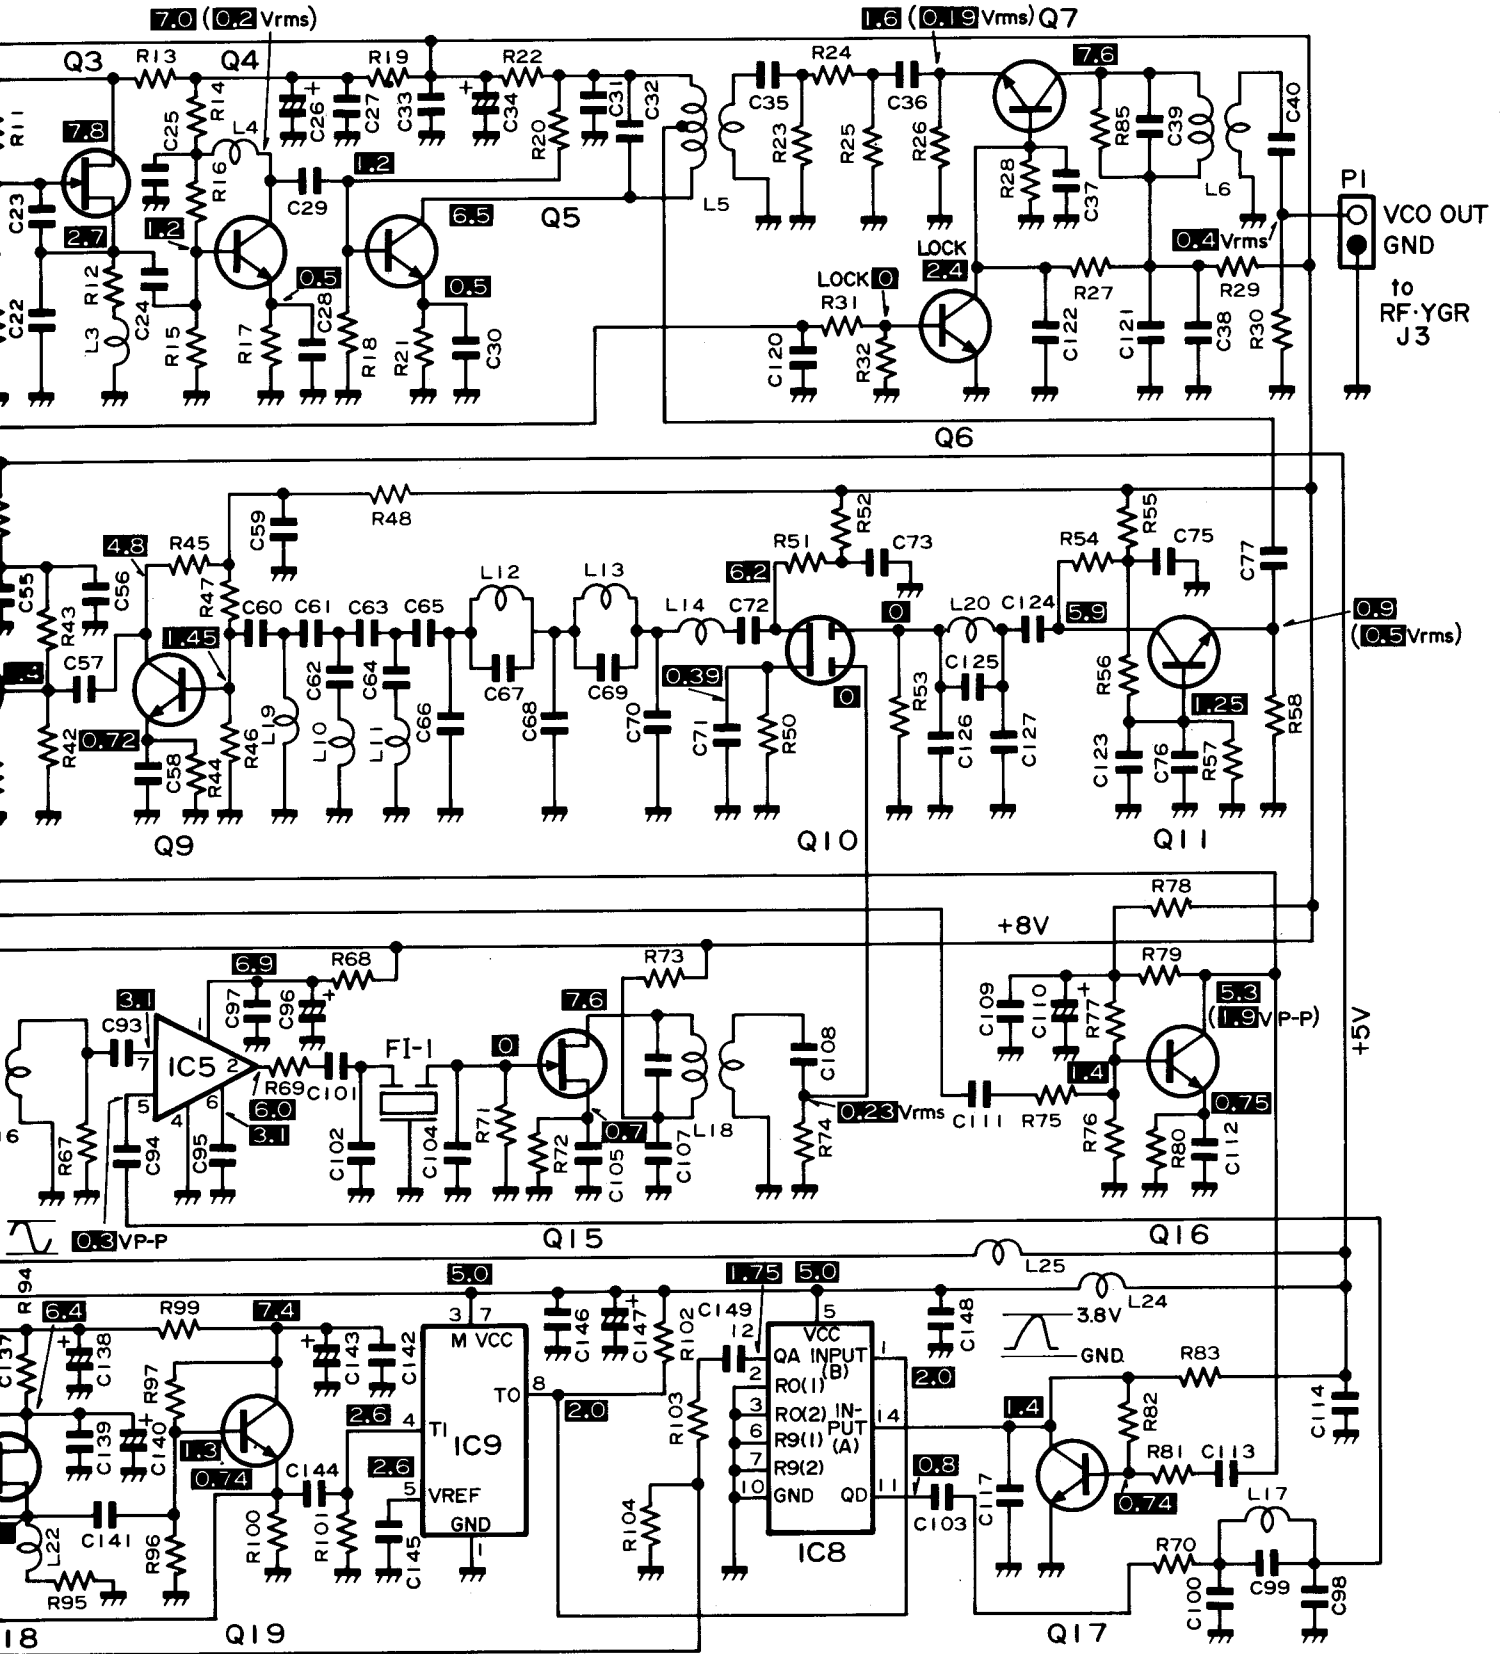 7.0 (0.2 Vrms)
1.6 (0.19 Vrms) Q7
Q3 R13 Q4 R19 R22 R24 7.6
R11 7.8 C25 R14 L4 C26 + C27 C33 + C34 R20 C31 C32 C35 R23 R25 C36 R26 R85 C39 C40
R16 1.2 C29 R28 C37 L6 P1
C23 2.7 1.2 6.5 Q5 L5 VCO OUT
LOCK 0.4 Vrms GND
R12 0.5 0.5 LOCK 0 2.4 to
C22 L3 C24 R15 R17 C28 R18 R21 C30 R31 R27 R29 RF·YGR
C120 R32 C122 C121 C38 R30 J3
Q6
C59 R48 R52 R55
4.8 R45 R51 C73 R54 C75 C77
C55 R43 C56 R47 L12 L13 6.2
C60 C61 C63 C65 L14 C72 0 L20 C124 5.9 0.9
1.45 (0.5 Vrms)
.4 C57 C62 C64 C67 C69 0.39 C125 R56
0 R53 1.25 R58
R42 0.72 C58 R44 R46 L19 L10 L11 C66 C68 C70 C71 R50 C126 C127 C123 C76 R57
Q9 Q10 Q11
R78
+8V
6.9 R68 R73 R79
3.1 C97 C96 + 7.6 C109 C110 + R77 5.3
(1.9 VP-P)
C93 1 FI-1 0 C108 +5V
7 IC5 2 R69 C101 1.4
5 4 6 6.0 0.23 Vrms C111 R75 0.75
16 R67 C94 C95 3.1 C102 C104 R71 R72 0.7 C105 C107 L18 R74 R76 R80 C112
0.3 VP-P Q15 Q16
L25
R94 5.0 1.75 5.0 L24
6.4 R99 7.4 3 7 C149 5 3.8V
C137 + C138 R97 + C143 C142 M VCC C146 + C147 R102 12 VCC C148 GND
QA INPUT 1 R83
2 (B) 2.0
TO 8 R0(1)
2.6 2.0 R103 3 R0(2) IN- 14 1.4 R82 C114
C139 + C140 1.3 4 TI 6 R9(1) PUT
(A)
0.74 C144 2.6 IC9 7 R9(2) R81 C113
5 VREF 10 GND QD 11 0.8 0.74
C141 R96 R100 R101 C145 GND R104 C103 C117 L17
L22 1 IC8 R70
R95 C100 C99 C98
18 Q19 Q17